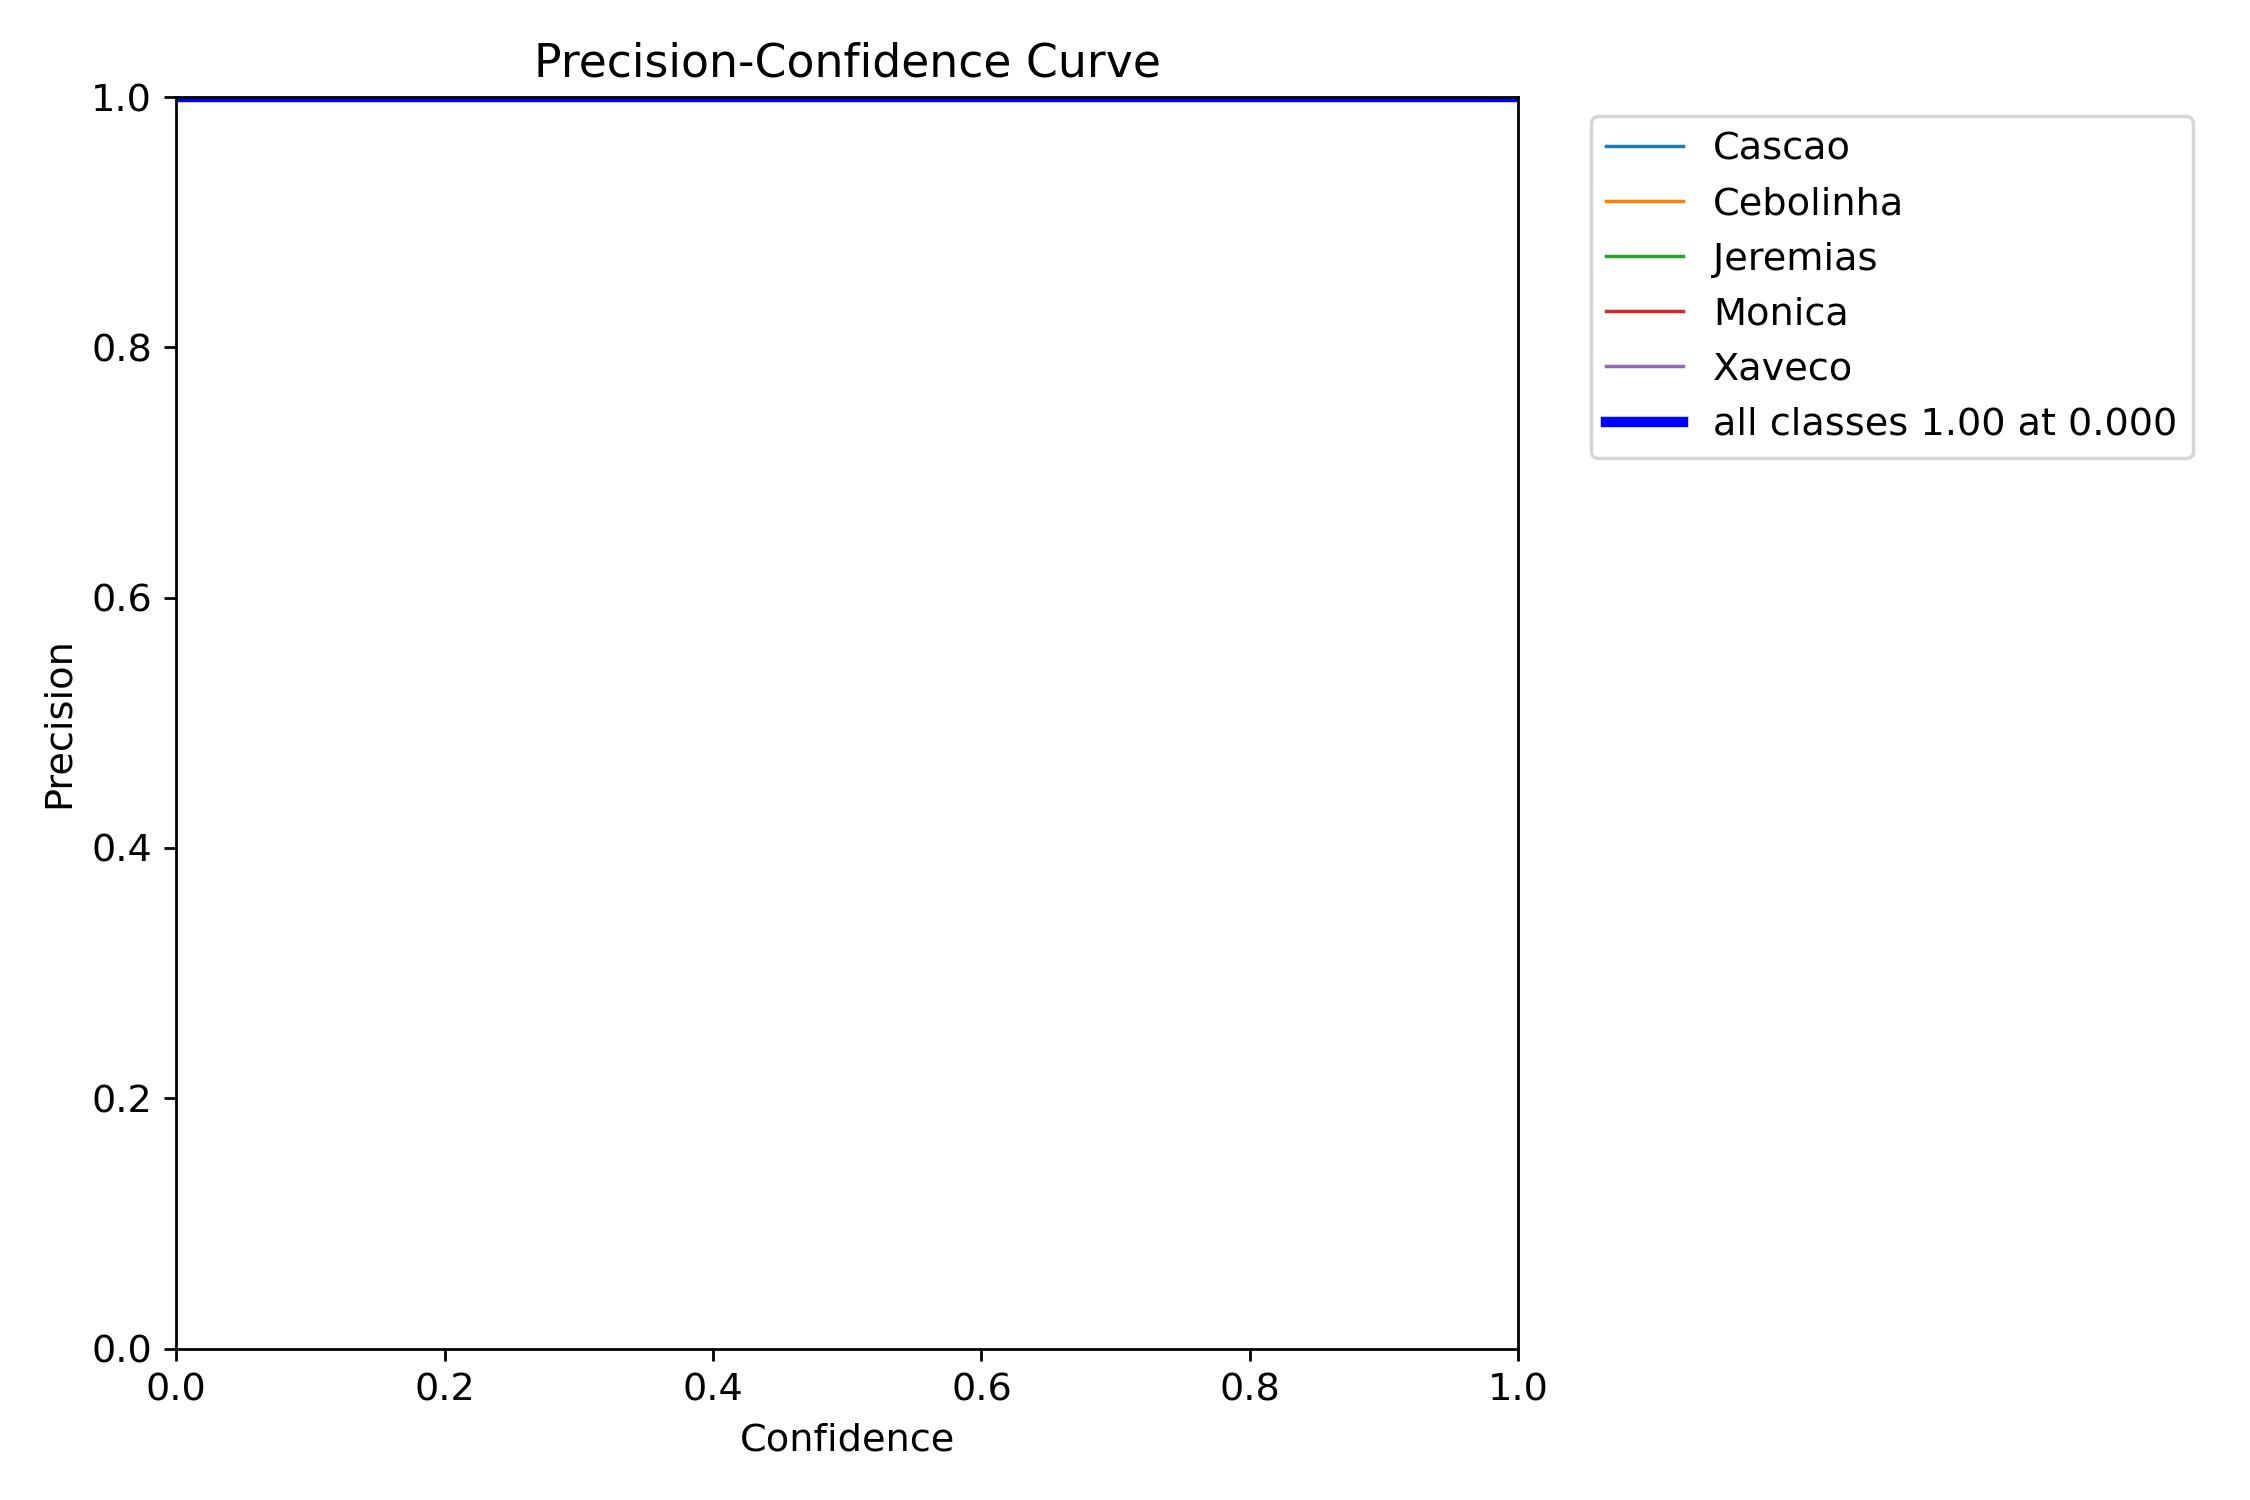 Precision-Confidence Curve
1.0
0.8
0.6
0.4
0.2
0.0
Precision
0.0 0.2 0.4 0.6 0.8 1.0
Confidence
Cascao
Cebolinha
Jeremias
Monica
Xaveco
all classes 1.00 at 0.000